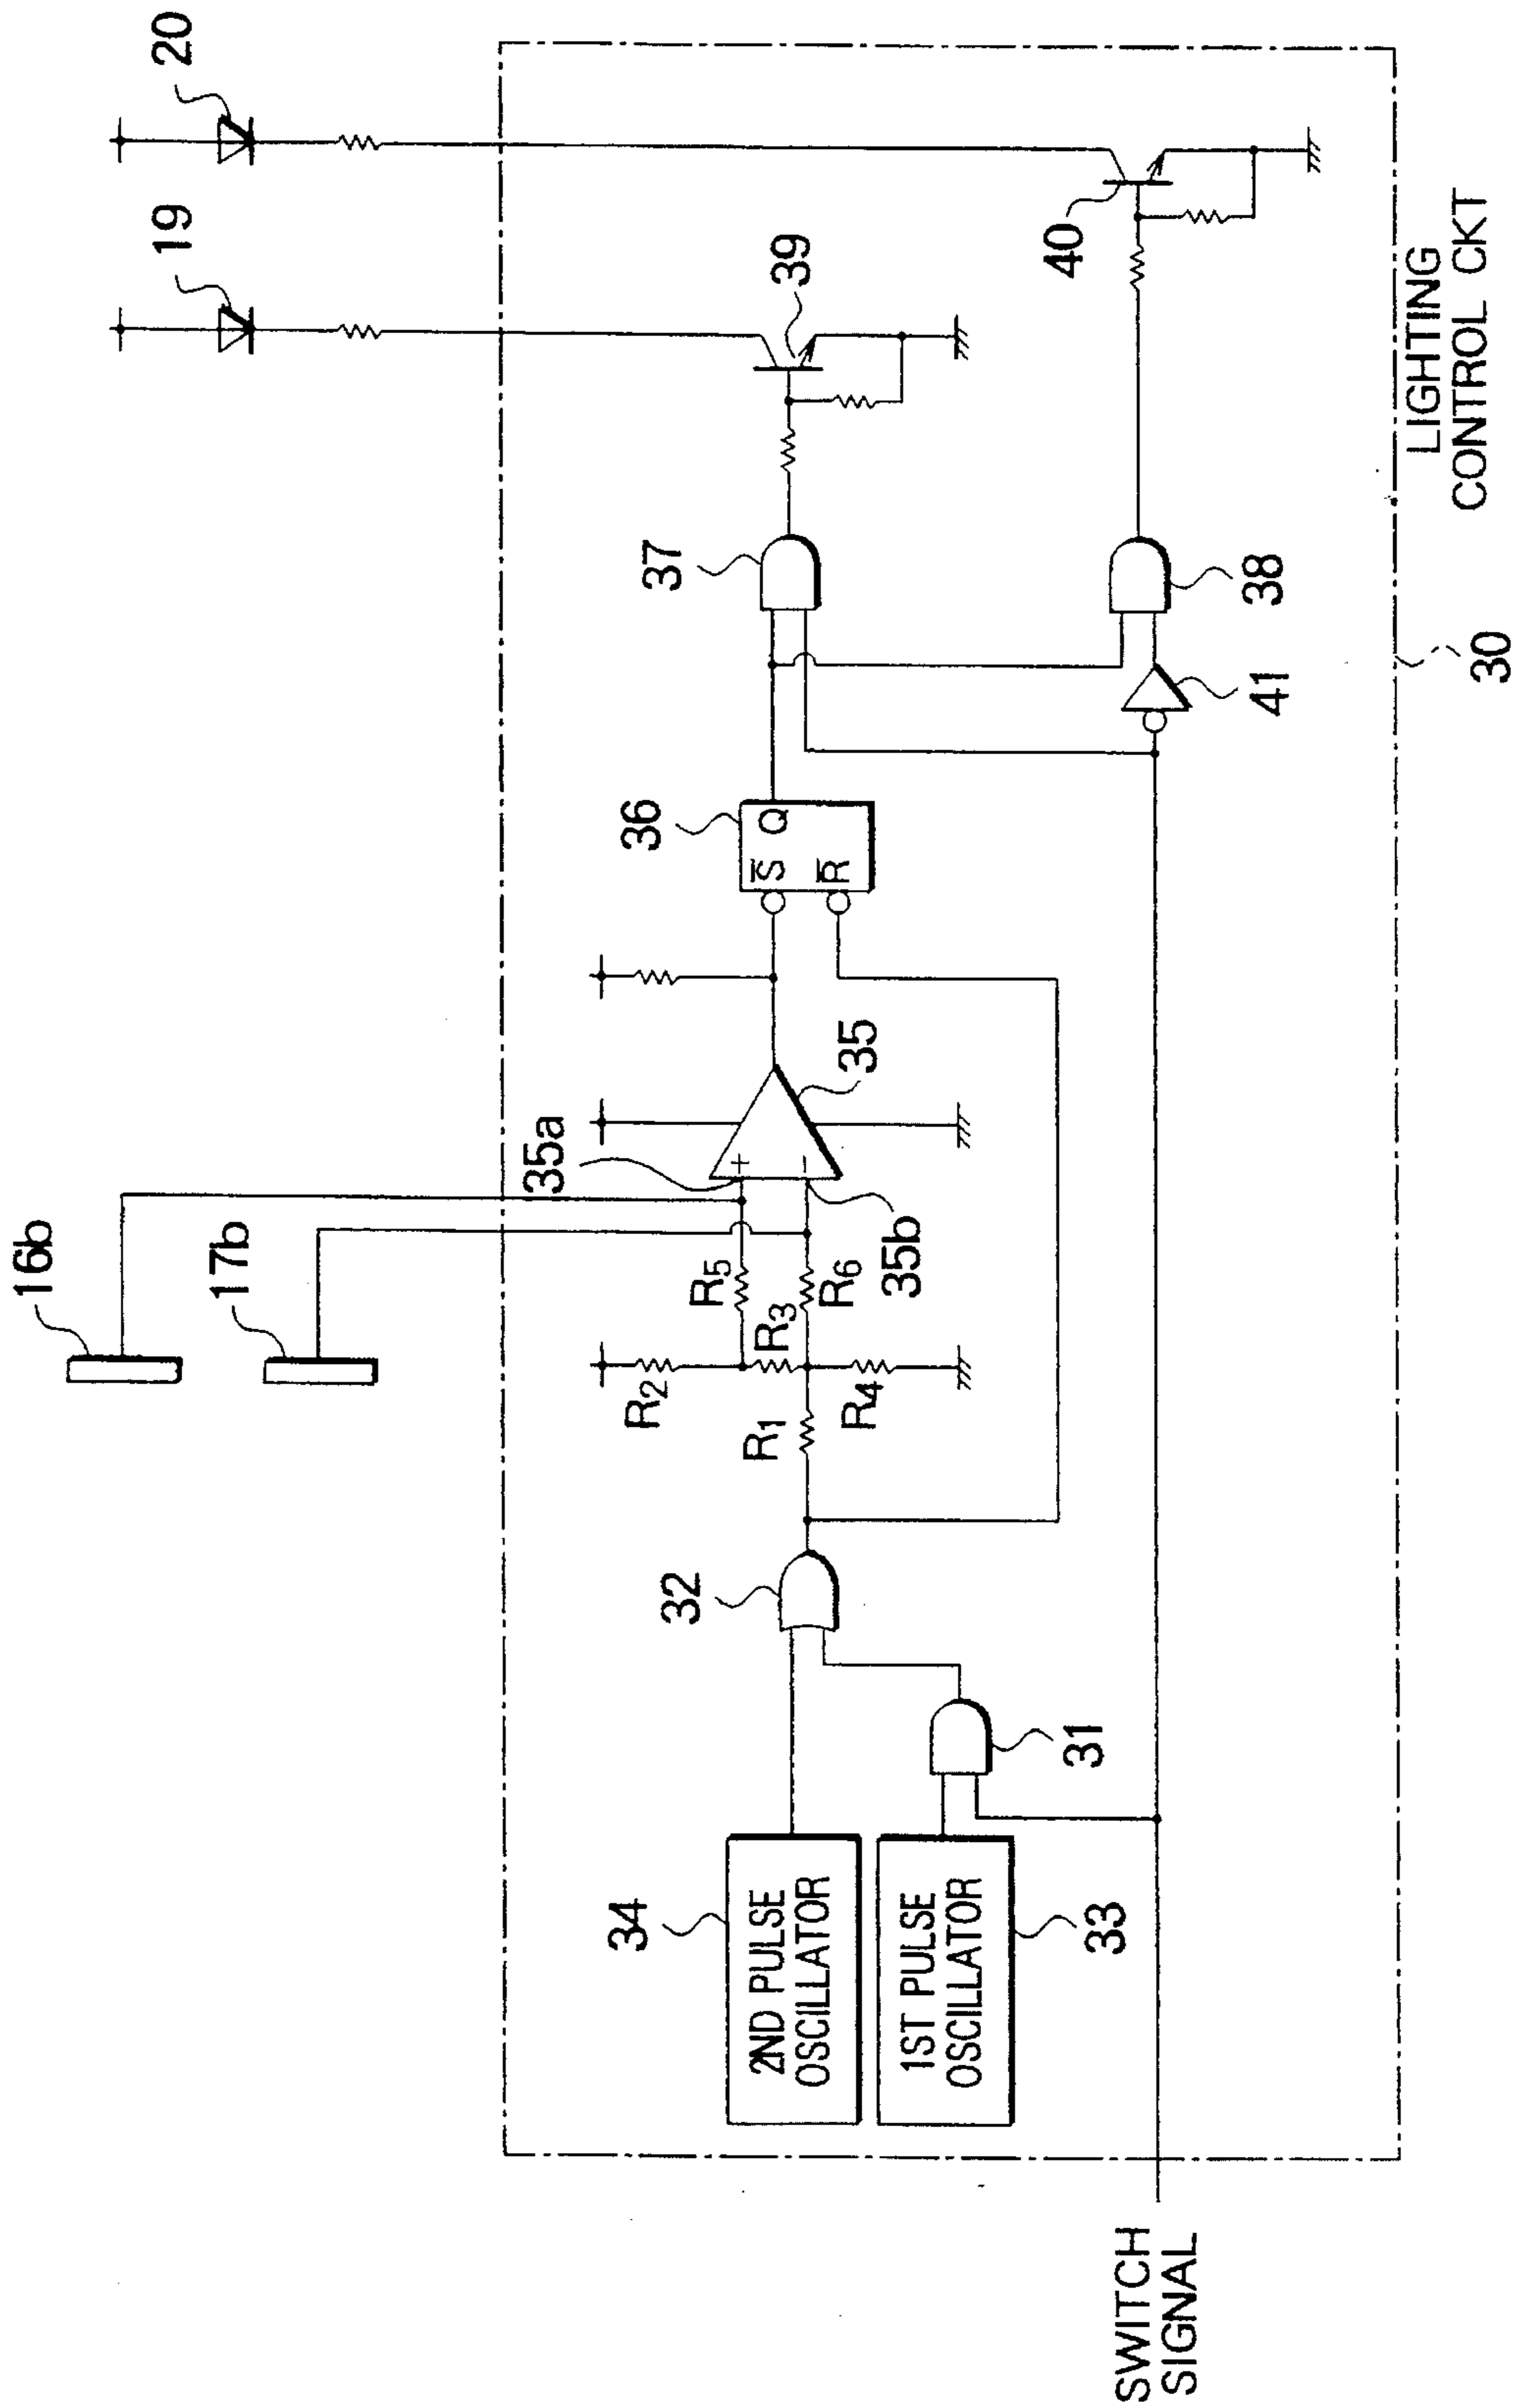 16b
17b
19
20
35a
R5
R2
R3
R6
R1
R4
35b
+
-
35
36
S
R
Q
37
39
40
32
34
2ND PULSE
OSCILLATOR
1ST PULSE
OSCILLATOR
33
31
41
38
30
SWITCH
SIGNAL
LIGHTING
CONTROL CKT